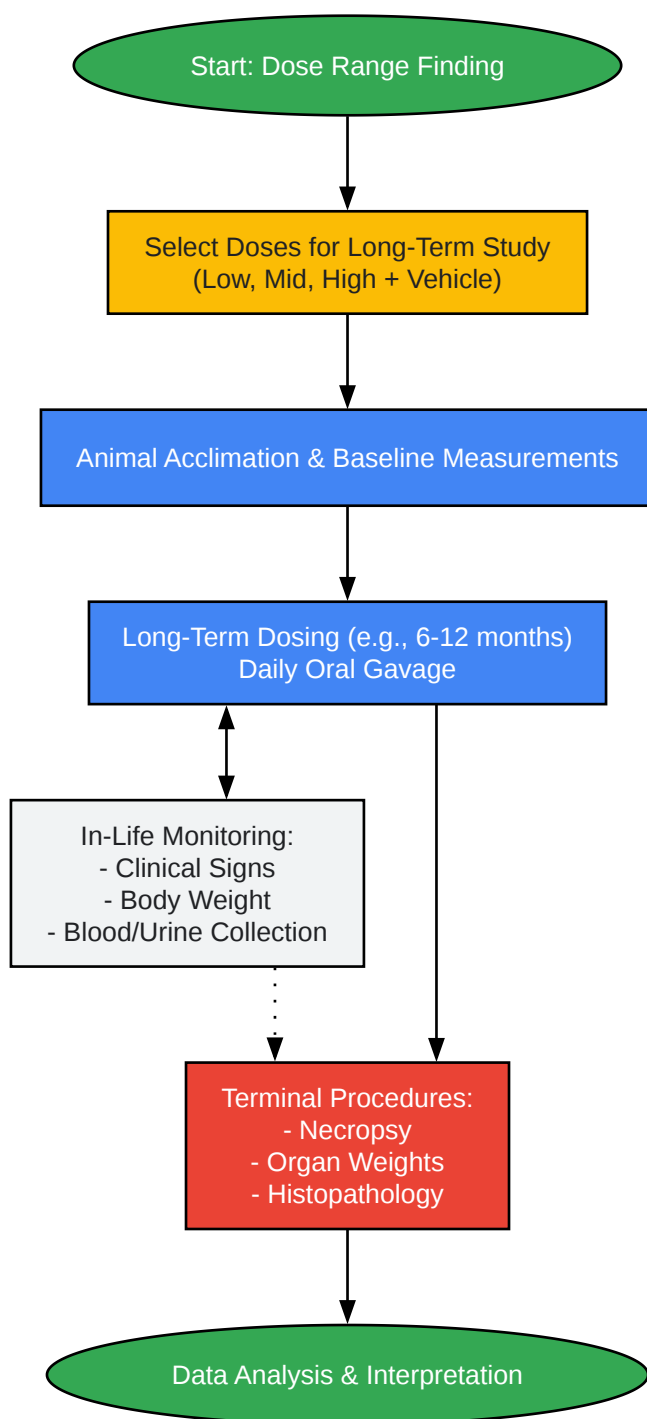 Start: Dose Range Finding
Select Doses for Long-Term Study
(Low, Mid, High + Vehicle)
Animal Acclimation & Baseline Measurements
Long-Term Dosing (e.g., 6-12 months)
Daily Oral Gavage
In-Life Monitoring:
- Clinical Signs
- Body Weight
- Blood/Urine Collection
Terminal Procedures:
- Necropsy
- Organ Weights
- Histopathology
Data Analysis & Interpretation